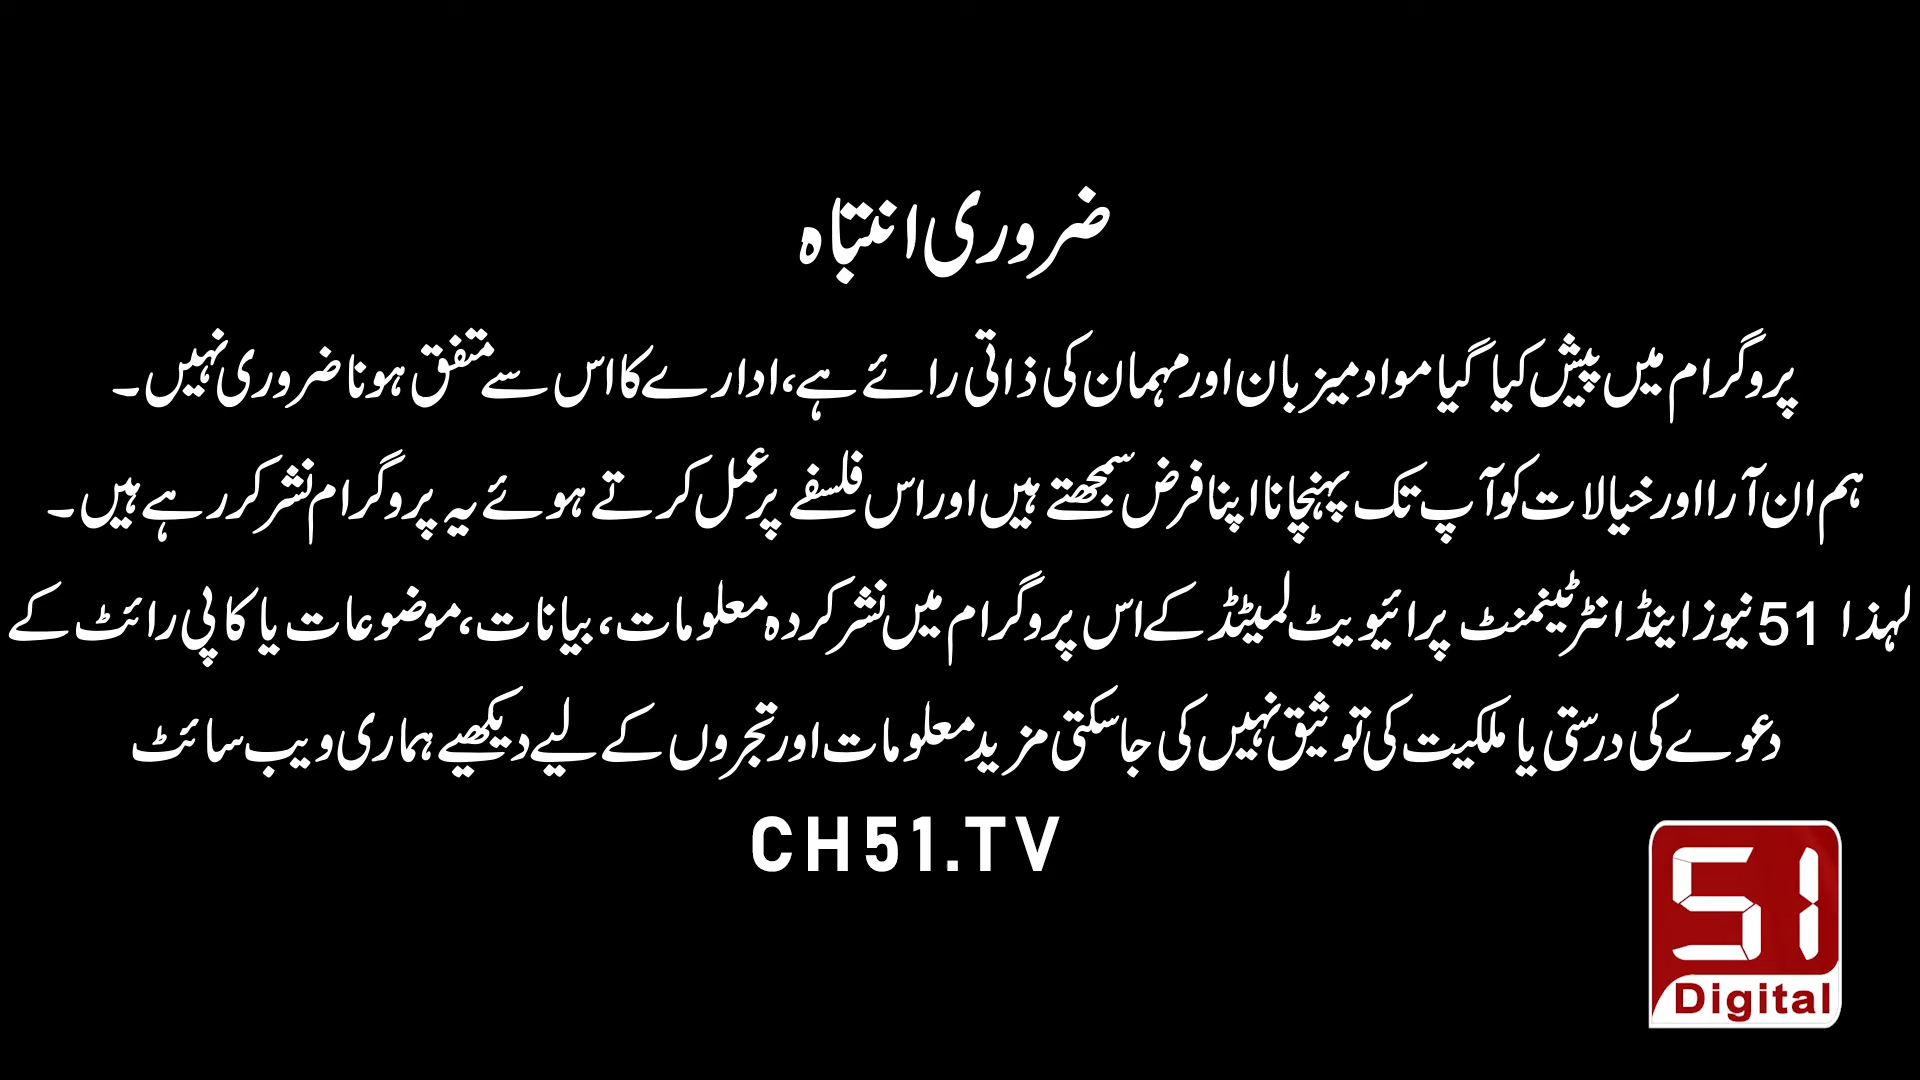 ضروری انتباہ
پروگرام میں پیش کیا گیا مواد میزبان اور مہمان کی ذاتی رائے ہے، ادارے کا اس سے متفق ہونا ضروری نہیں۔
ہم ان آرا اور خیالات کو آپ تک پہنچانا اپنا فرض سمجھتے ہیں اور اس فلسفے پر عمل کرتے ہوئے یہ پروگرام نشر کر رہے ہیں۔
لہذا 51 نیوز اینڈ انٹرٹینمنٹ پرائیویٹ لمیٹڈ کے اس پروگرام میں نشر کردہ معلومات، بیانات، موضوعات یا کاپی رائٹ کے
دعوے کی درستی یا ملکیت کی توثیق نہیں کی جاسکتی مزید معلومات اور تجروں کے لیے دیکھیے ہماری ویب سائٹ
CH51.TV
51
Digital